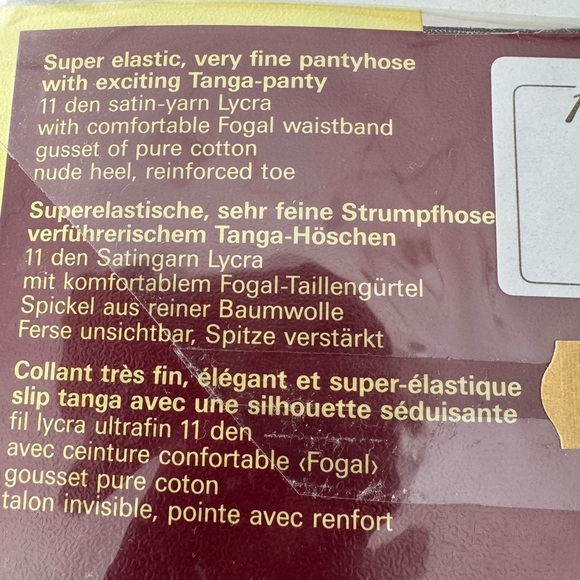 Super elastic, very fine pantyhose
with exciting Tanga-panty
11 den satin-yarn Lycra
with comfortable Fogal waistband
gusset of pure cotton
nude heel, reinforced toe
Superelastische, sehr feine Strumpfhose
verführerischem Tanga-Höschen
11 den Satingarn Lycra
mit komfortablem Fogal-Taillengürtel
Spickel aus reiner Baumwolle
Ferse unsichtbar, Spitze verstärkt
Collant très fin, élégant et super-élastique
slip tanga avec une silhouette séduisante
fil lycra ultrafin 11 den
avec ceinture confortable ‹Fogal›
gousset pure coton
talon invisible, pointe avec renfort